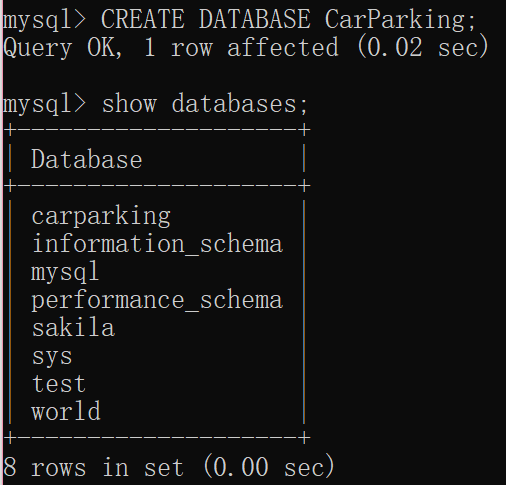 mysql> CREATE DATABASE CarParking;
Query OK, 1 row affected (0.02 sec)
mysql> show databases;
+--------------------+
| Database           |
+--------------------+
| carparking         |
| information_schema |
| mysql              |
| performance_schema |
| sakila             |
| sys                |
| test               |
| world              |
+--------------------+
8 rows in set (0.00 sec)